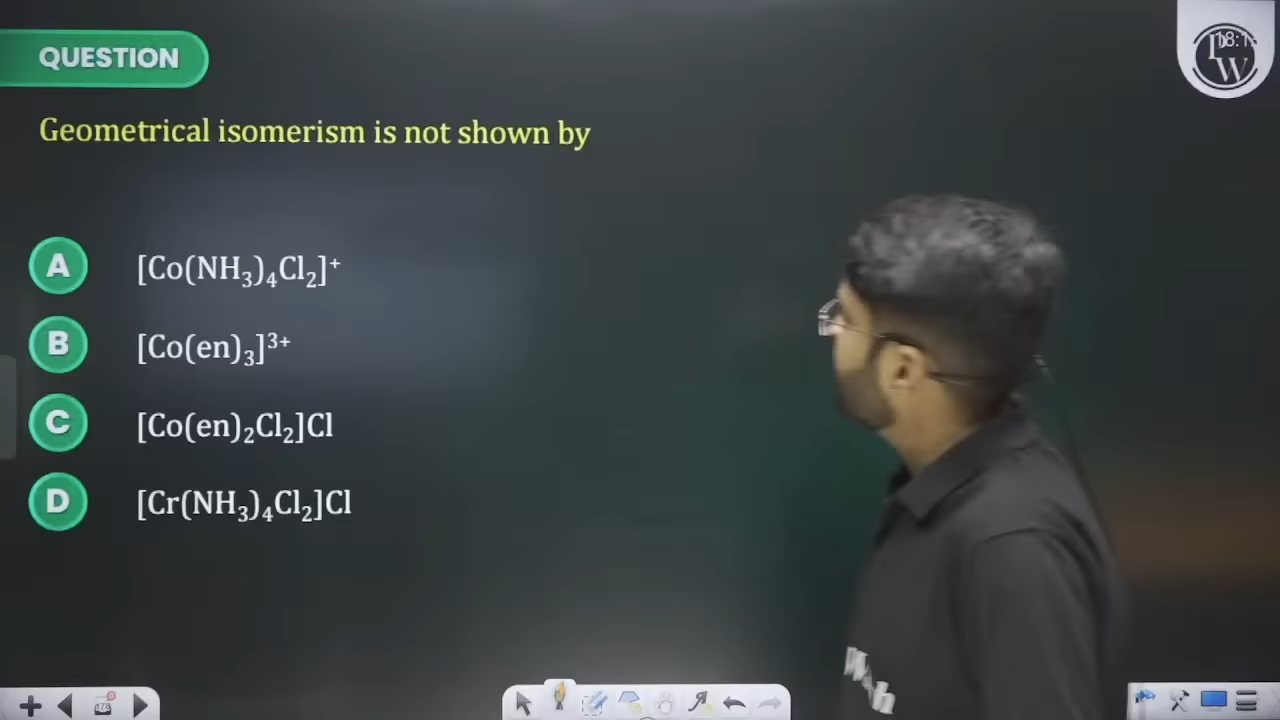 QUESTION
Geometrical isomerism is not shown by
A [Co(NH₃)₄Cl₂]⁺
B [Co(en)₃]³⁺
C [Co(en)₂Cl₂]Cl
D [Cr(NH₃)₄Cl₂]Cl
PW